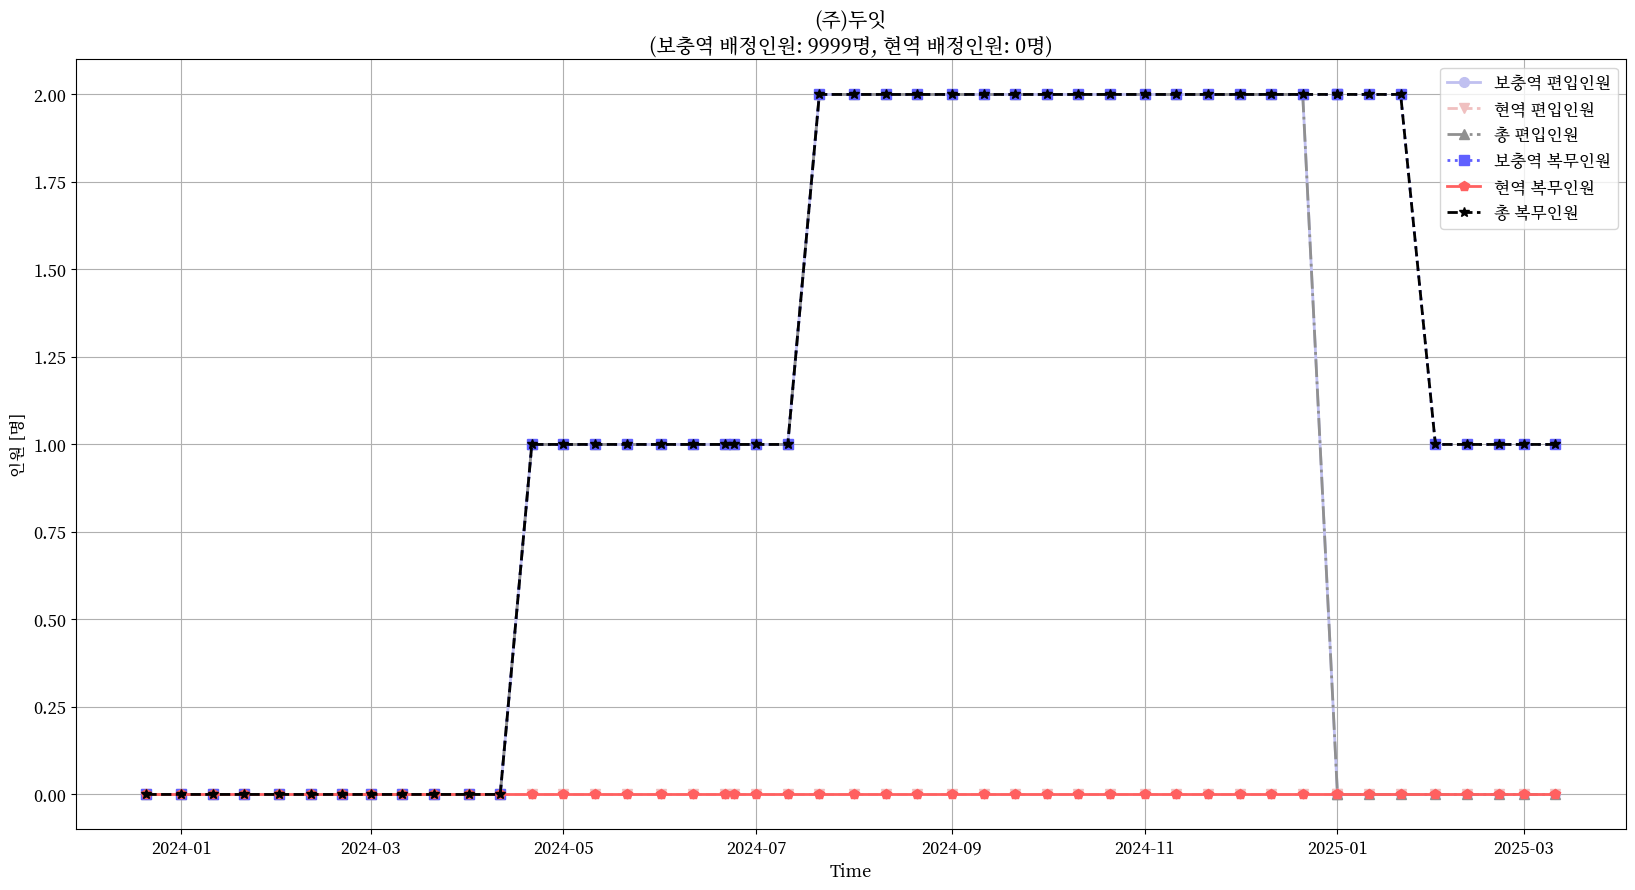 (주)두잇
(보충역 배정인원: 9999명, 현역 배정인원: 0명)
보충역 편입인원
현역 편입인원
총 편입인원
보충역 복무인원
현역 복무인원
총 복무인원
인원 [명]
2.00
1.75
1.50
1.25
1.00
0.75
0.50
0.25
0.00
2024-01
2024-03
2024-05
2024-07
2024-09
2024-11
2025-01
2025-03
Time